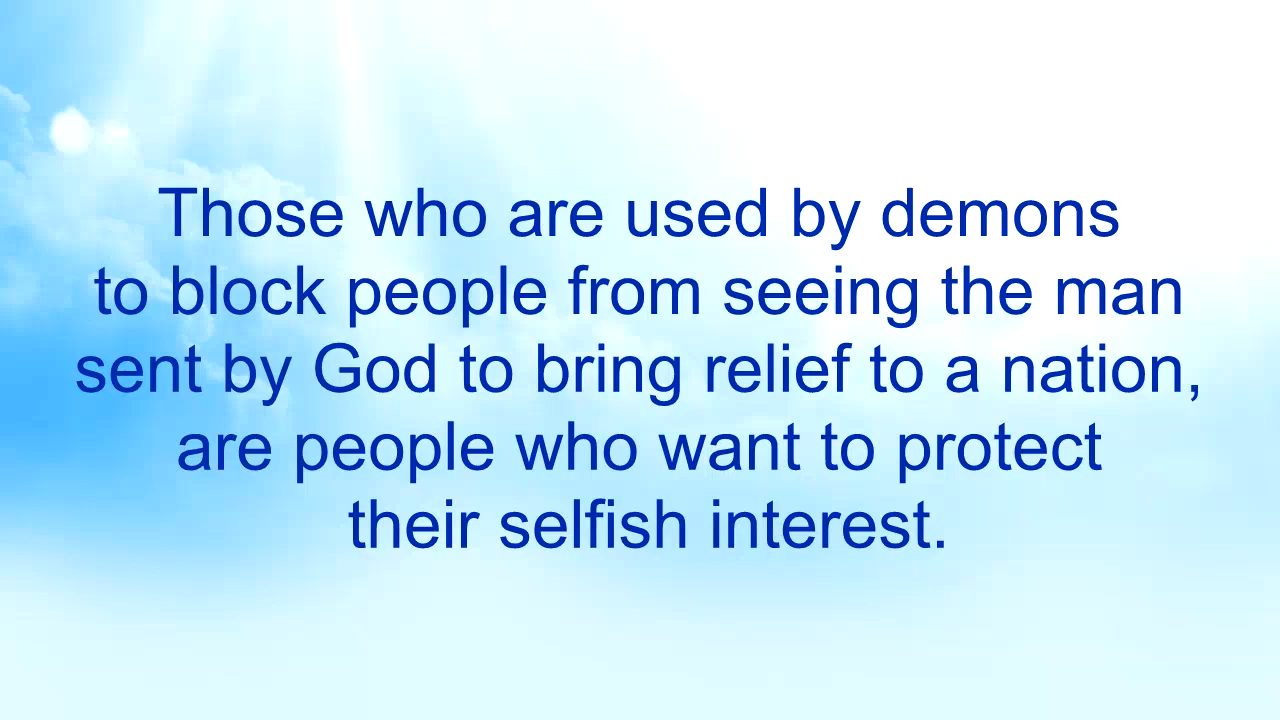 Those who are used by demons
to block people from seeing the man
sent by God to bring relief to a nation,
are people who want to protect
their selfish interest.